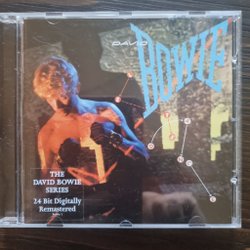 DAVID
BOWIE
THE
DAVID BOWIE
SERIES
24 Bit Digitally
Remastered